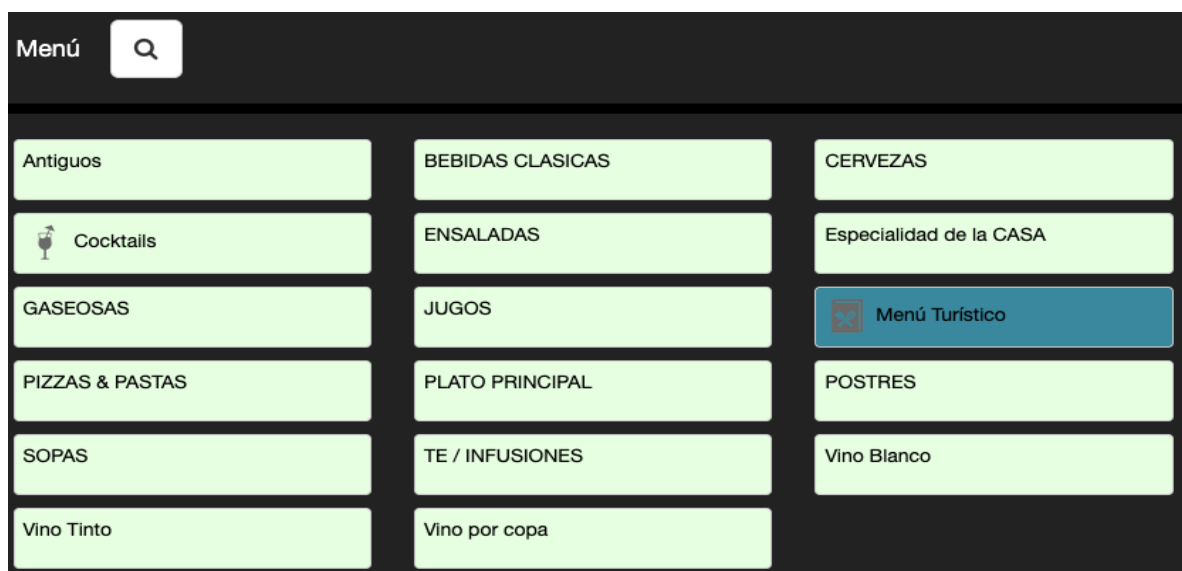 Menú
Antiguos
BEBIDAS CLASICAS
CERVEZAS
Cocktails
ENSALADAS
Especialidad de la CASA
GASEOSAS
JUGOS
Menú Turístico
PIZZAS & PASTAS
PLATO PRINCIPAL
POSTRES
SOPAS
TE / INFUSIONES
Vino Blanco
Vino Tinto
Vino por copa